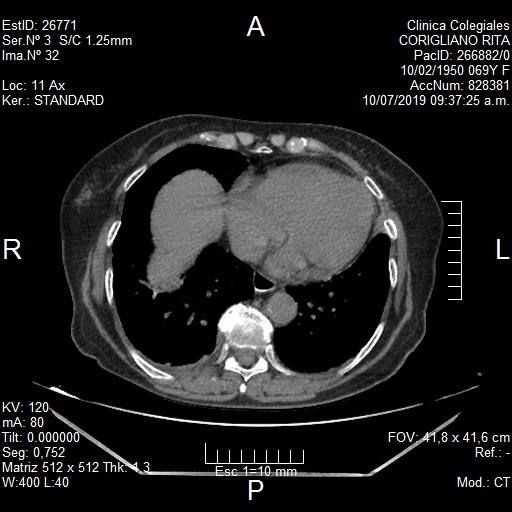 EstID: 26771
Ser.Nº 3 S/C 1.25mm
Ima.Nº 32
Loc: 11 Ax
Ker.: STANDARD
A
Clinica Colegiales
CORIGLIANO RITA
PacID: 266882/0
10/02/1950 069Y F
AccNum: 828381
10/07/2019 09:37:25 a.m.
R
L
KV: 120
mA: 80
Tilt: 0.000000
Seg: 0,752
Matriz 512 x 512 Thk: 1.3
W:400 L:40
Esc 1=10 mm
P
FOV: 41,8 x 41,6 cm
Ref.: -
Mod.: CT